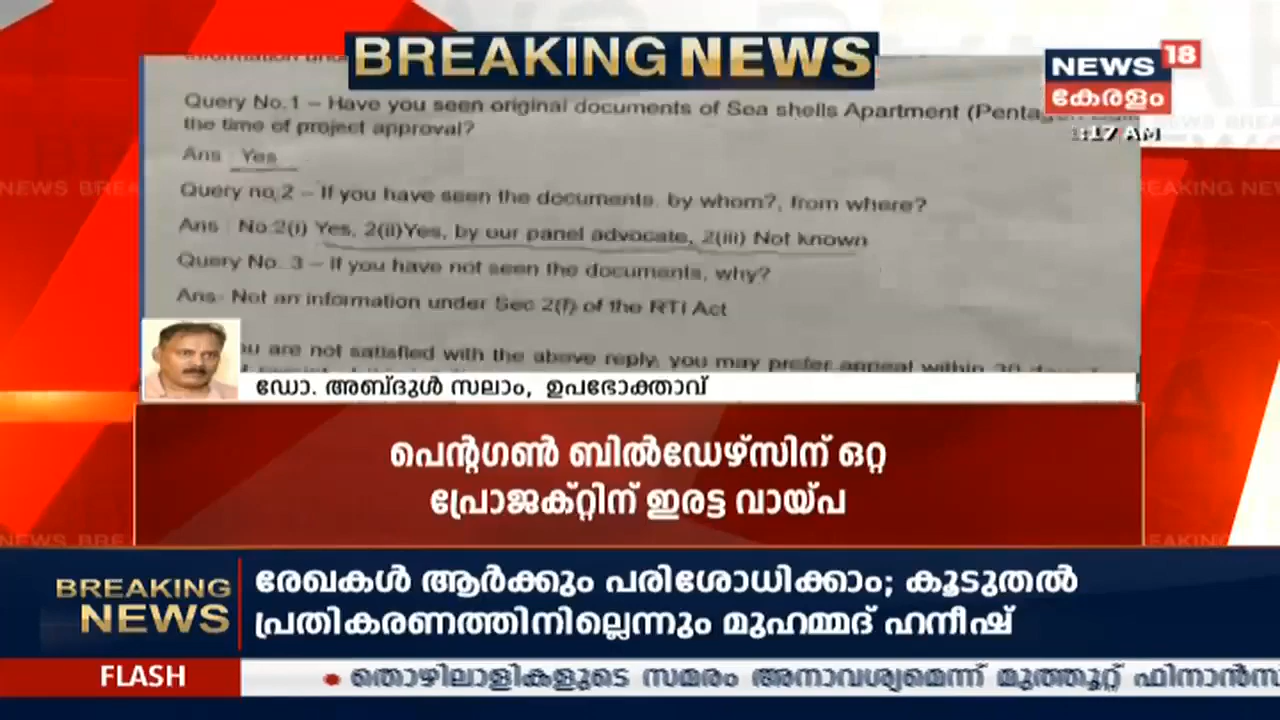 BREAKING NEWS
NEWS 18
കേരളം
1:17 AM
Query No.1 – Have you seen original documents of Sea shells Apartment
the time of project approval?
Ans : Yes
Query no.2 – If you have seen the documents, by whom?, from where?
Ans : No.2(i) Yes, 2(ii)Yes, by our panel advocate, 2(iii) Not known
Query No. 3 – If you have not seen the documents, why?
Ans- Not an information under Sec 2(f) of the RTI Act
are not satisfied with the above reply, you may prefer appeal within 30
ഡോ. അബ്ദുൾ സലാം, ഉപഭോക്താവ്
പെന്റഗൺ ബിൽഡേഴ്സിന് ഒറ്റ
പ്രോജക്റ്റിന് ഇരട്ട വായ്പ
BREAKING
NEWS
രേഖകൾ ആർക്കും പരിശോധിക്കാം; കൂടുതൽ
പ്രതികരണത്തിനില്ലെന്നും മുഹമ്മദ് ഹനീഷ്
FLASH
തൊഴിലാളികളുടെ സമരം അനാവശ്യമെന്ന് മുത്തൂറ്റ്